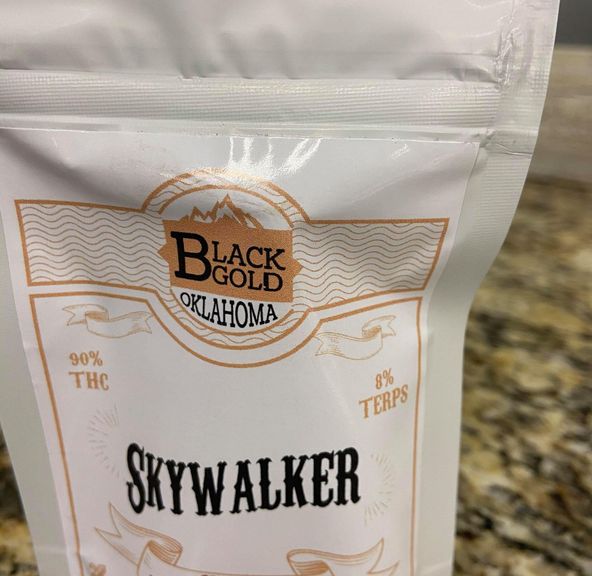 BLACK
GOLD
OKLAHOMA
90%
THC
8%
TERPS
SKYWALKER